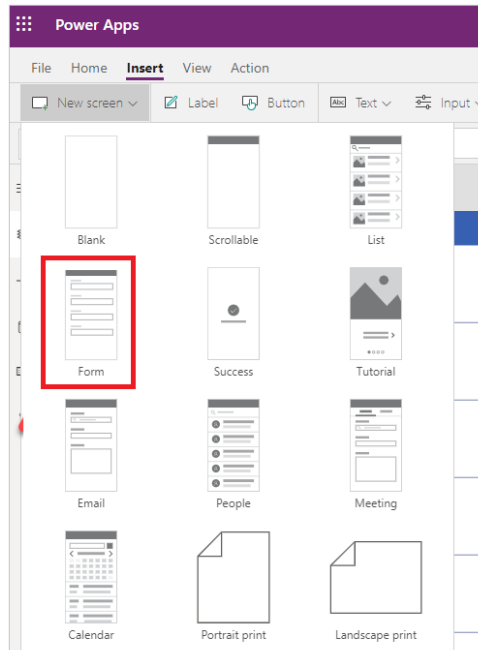 Power Apps
File Home Insert View Action
New screen Label Button Abc Text Input
Blank Scrollable List
Form Success Tutorial
Email People Meeting
Calendar Portrait print Landscape print